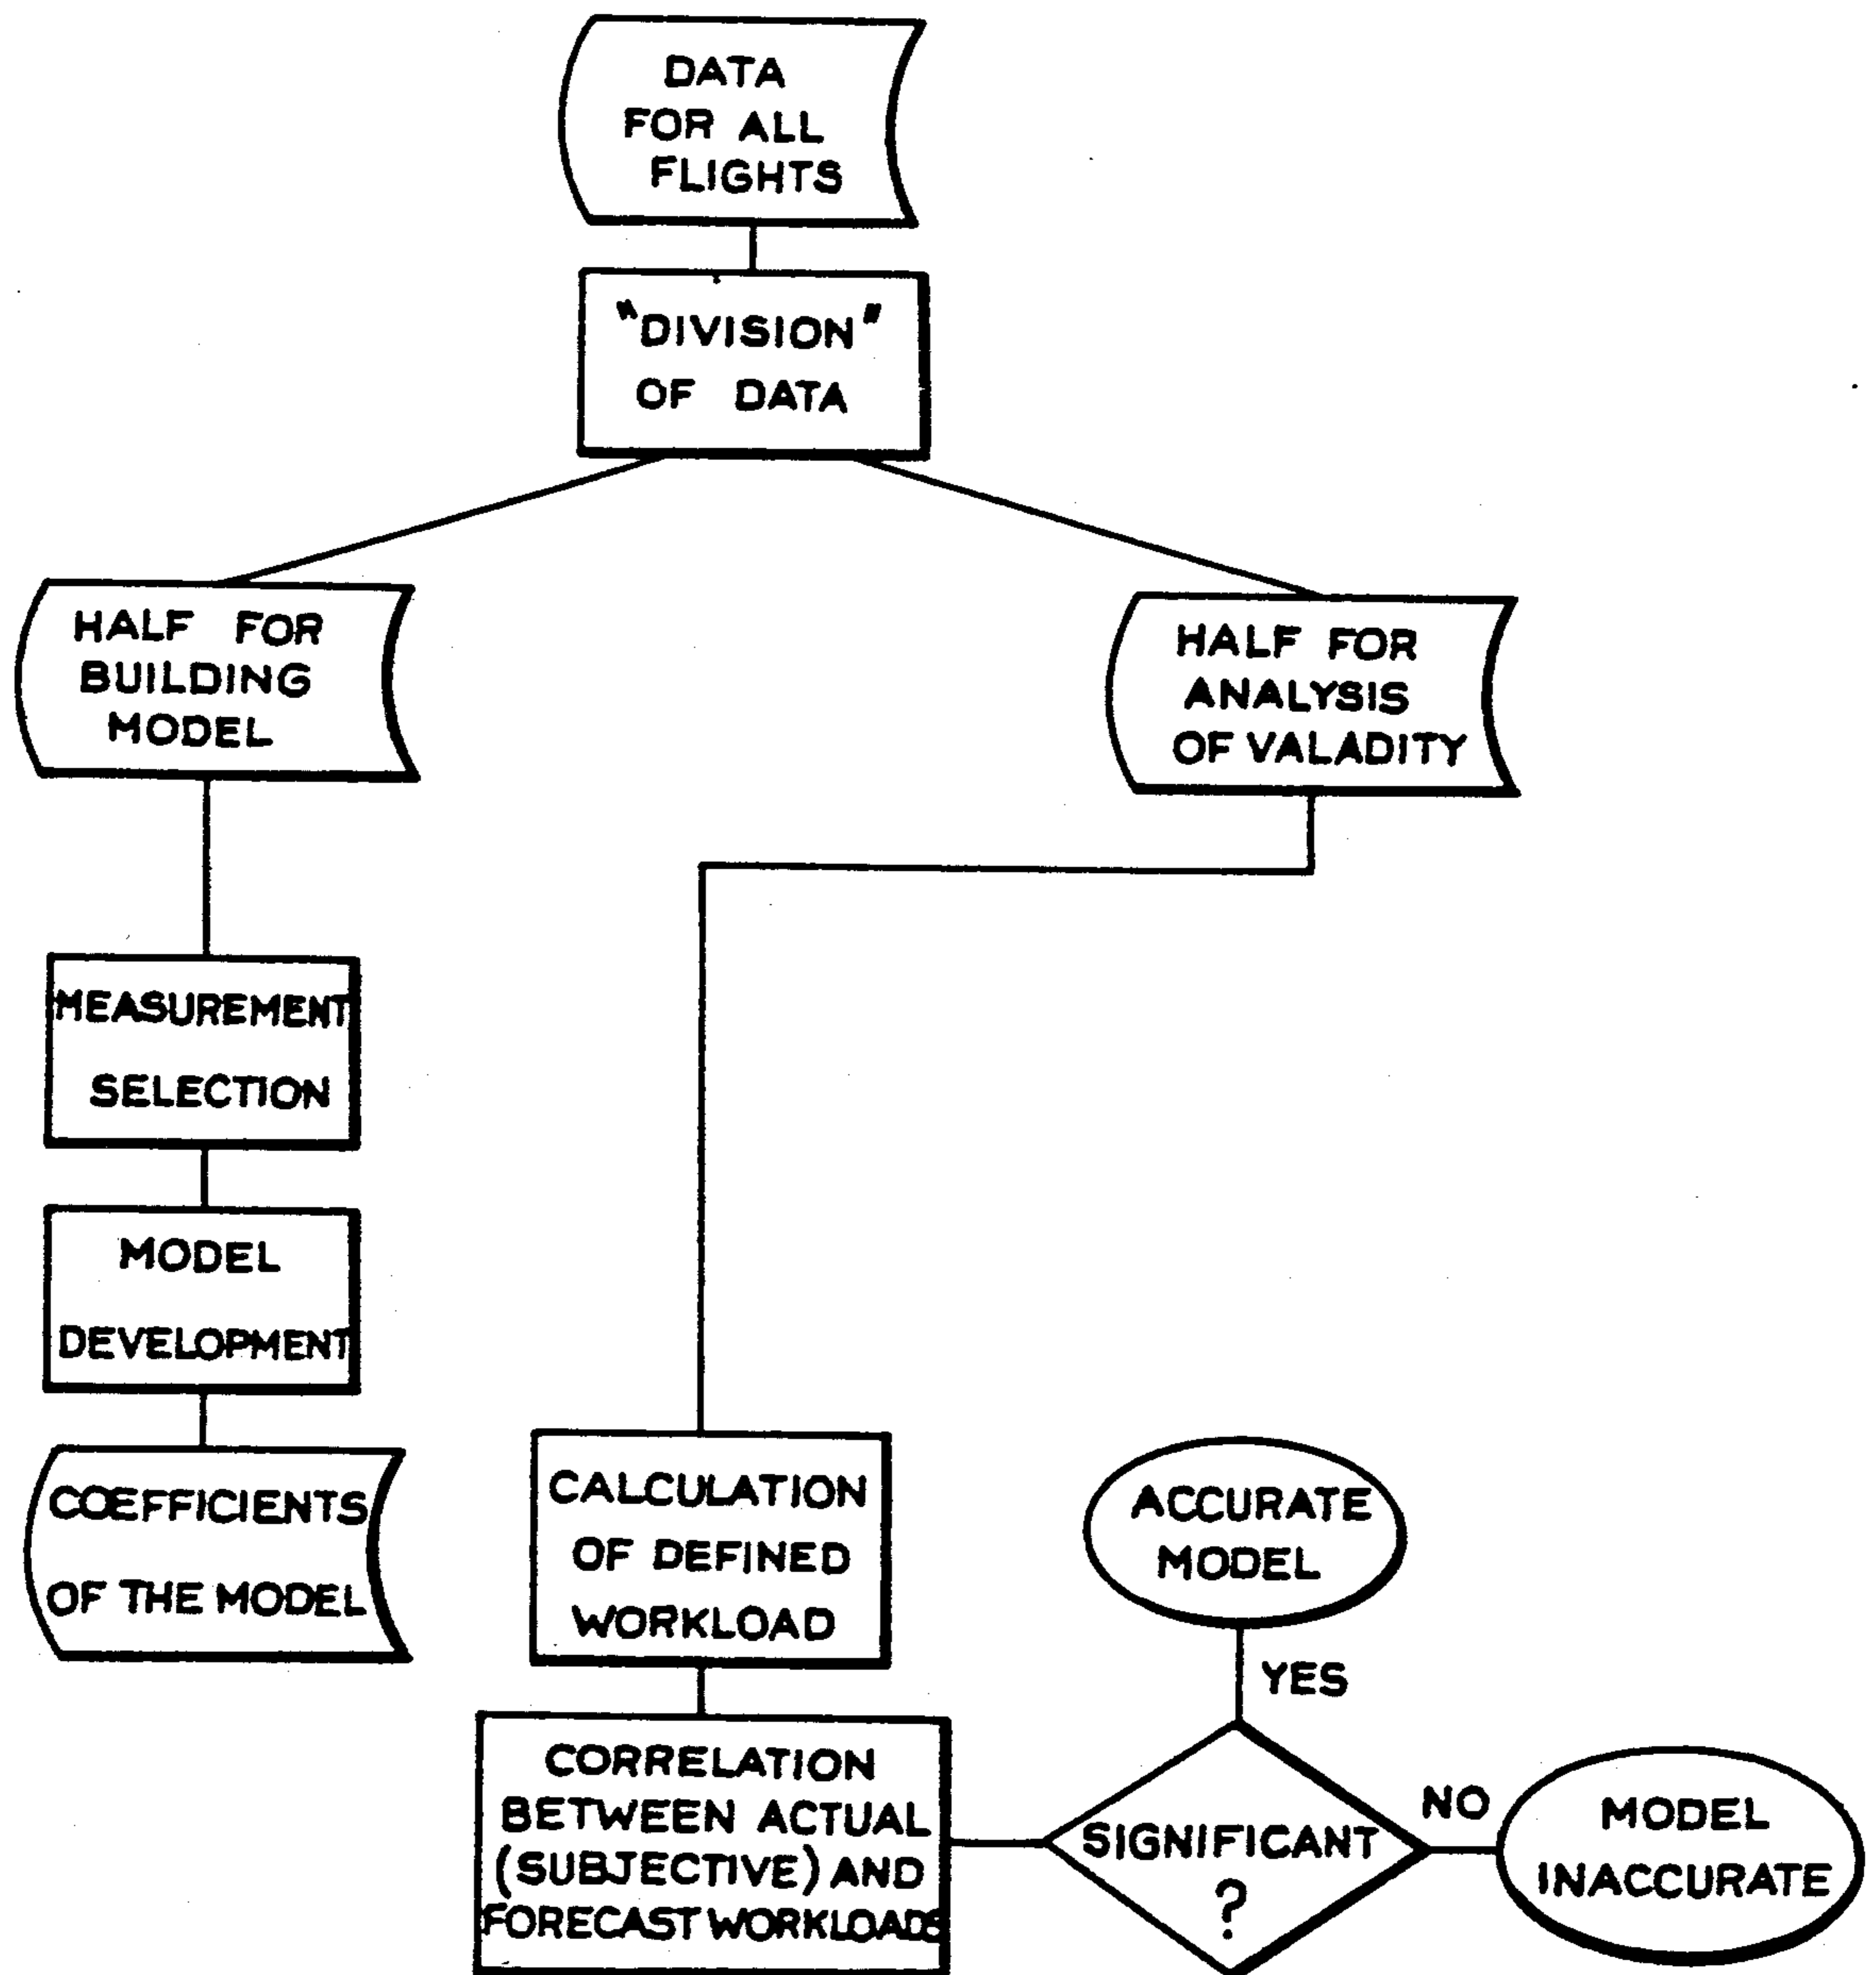 DATA
FOR ALL
FLIGHTS
"DIVISION"
OF DATA
HALF FOR
BUILDING
MODEL
HALF FOR
ANALYSIS
OF VALADITY
MEASUREMENT
SELECTION
MODEL
DEVELOPMENT
COEFFICIENTS
OF THE MODEL
CALCULATION
OF DEFINED
WORKLOAD
CORRELATION
BETWEEN ACTUAL
(SUBJECTIVE) AND
FORECAST WORKLOADS
SIGNIFICANT
?
YES
ACCURATE
MODEL
NO
MODEL
INACCURATE